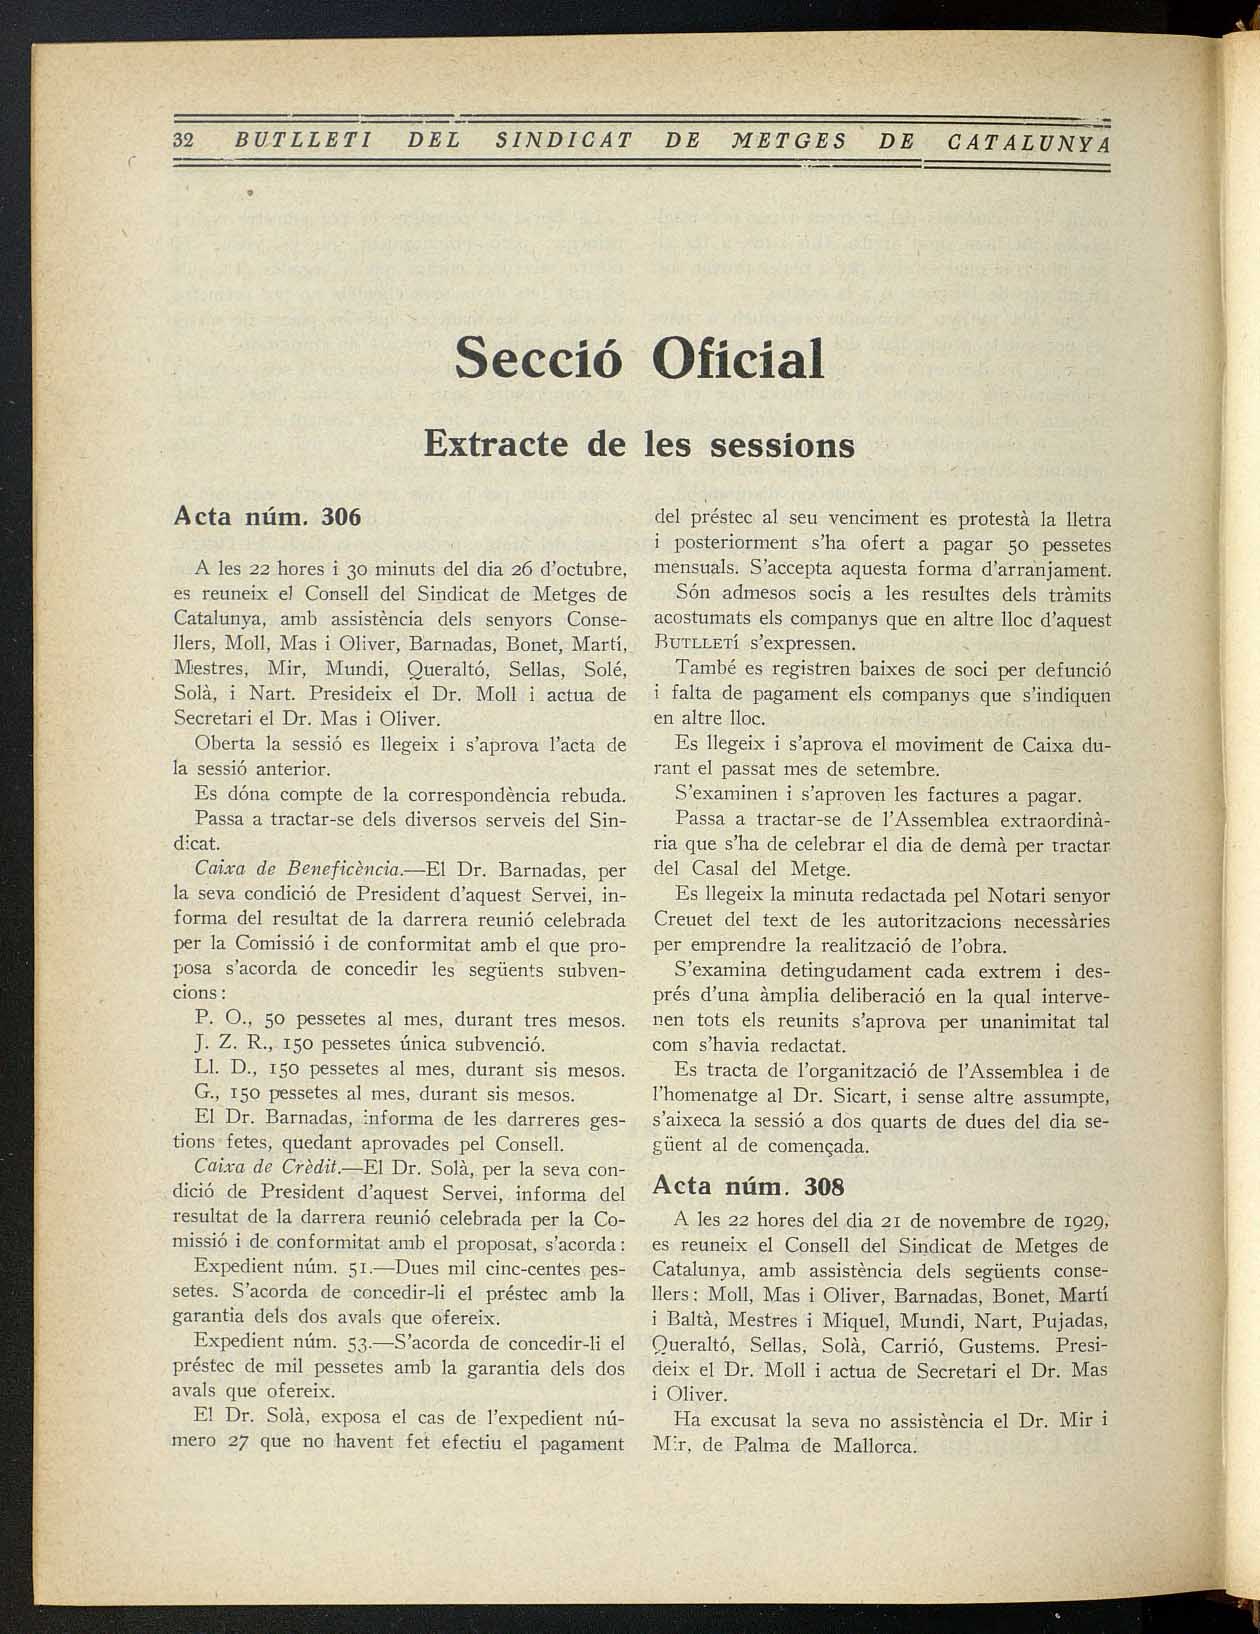 32 BUTLLETI DEL SINDICAT DE METGES DE CATALUNYA
Secció Oficial
Extracte de les sessions
Acta núm. 306
A les 22 hores i 30 minuts del dia 26 d'octubre,
es reuneix el Consell del Sindicat de Metges de
Catalunya, amb assistència dels senyors Conse-
llers, Moll, Mas i Oliver, Barnadas, Bonet, Martí,
Mestres, Mir, Mundi, Queraltó, Sellas, Solé,
Solà, i Nart. Presideix el Dr. Moll i actua de
Secretari el Dr. Mas i Oliver.
Oberta la sessió es llegeix i s'aprova l'acta de
la sessió anterior.
Es dóna compte de la correspondència rebuda.
Passa a tractar-se dels diversos serveis del Sin-
dicat.
Caixa de Beneficència.—El Dr. Barnadas, per
la seva condició de President d'aquest Servei, in-
forma del resultat de la darrera reunió celebrada
per la Comissió i de conformitat amb el que pro-
posa s'acorda de concedir les següents subven-
cions:
P. O., 50 pessetes al mes, durant tres mesos.
J. Z. R., 150 pessetes única subvenció.
Ll. D., 150 pessetes al mes, durant sis mesos.
G., 150 pessetes al mes, durant sis mesos.
El Dr. Barnadas, informa de les darreres ges-
tions fetes, quedant aprovades pel Consell.
Caixa de Crèdit.—El Dr. Solà, per la seva con-
dició de President d'aquest Servei, informa del
resultat de la darrera reunió celebrada per la Co-
missió i de conformitat amb el proposat, s'acorda:
Expedient núm. 51.—Dues mil cinc-centes pes-
setes. S'acorda de concedir-li el préstec amb la
garantia dels dos avals que ofereix.
Expedient núm. 53.—S'acorda de concedir-li el
préstec de mil pessetes amb la garantia dels dos
avals que ofereix.
El Dr. Solà, exposa el cas de l'expedient nú-
mero 27 que no havent fet efectiu el pagament
del préstec al seu venciment es protestà la lletra
i posteriorment s'ha ofert a pagar 50 pessetes
mensuals. S'accepta aquesta forma d'arranjament.
Són admesos socis a les resultes dels tràmits
acostumats els companys que en altre lloc d'aquest
BUTLLETÍ s'expressen.
També es registren baixes de soci per defunció
i falta de pagament els companys que s'indiquen
en altre lloc.
Es llegeix i s'aprova el moviment de Caixa du-
rant el passat mes de setembre.
S'examinen i s'aproven les factures a pagar.
Passa a tractar-se de l'Assemblea extraordinà-
ria que s'ha de celebrar el dia de demà per tractar
del Casal del Metge.
Es llegeix la minuta redactada pel Notari senyor
Creuet del text de les autoritzacions necessàries
per emprendre la realització de l'obra.
S'examina detingudament cada extrem i des-
prés d'una àmplia deliberació en la qual interve-
nen tots els reunits s'aprova per unanimitat tal
com s'havia redactat.
Es tracta de l'organització de l'Assemblea i de
l'homenatge al Dr. Sicart, i sense altre assumpte,
s'aixeca la sessió a dos quarts de dues del dia se-
güent al de començada.
Acta núm. 308
A les 22 hores del dia 21 de novembre de 1929,
es reuneix el Consell del Sindicat de Metges de
Catalunya, amb assistència dels següents conse-
llers: Moll, Mas i Oliver, Barnadas, Bonet, Martí
i Baltà, Mestres i Miquel, Mundi, Nart, Pujadas,
Queraltó, Sellas, Solà, Carrió, Gustems. Presi-
deix el Dr. Moll i actua de Secretari el Dr. Mas
i Oliver.
Ha excusat la seva no assistència el Dr. Mir i
Mir, de Palma de Mallorca.